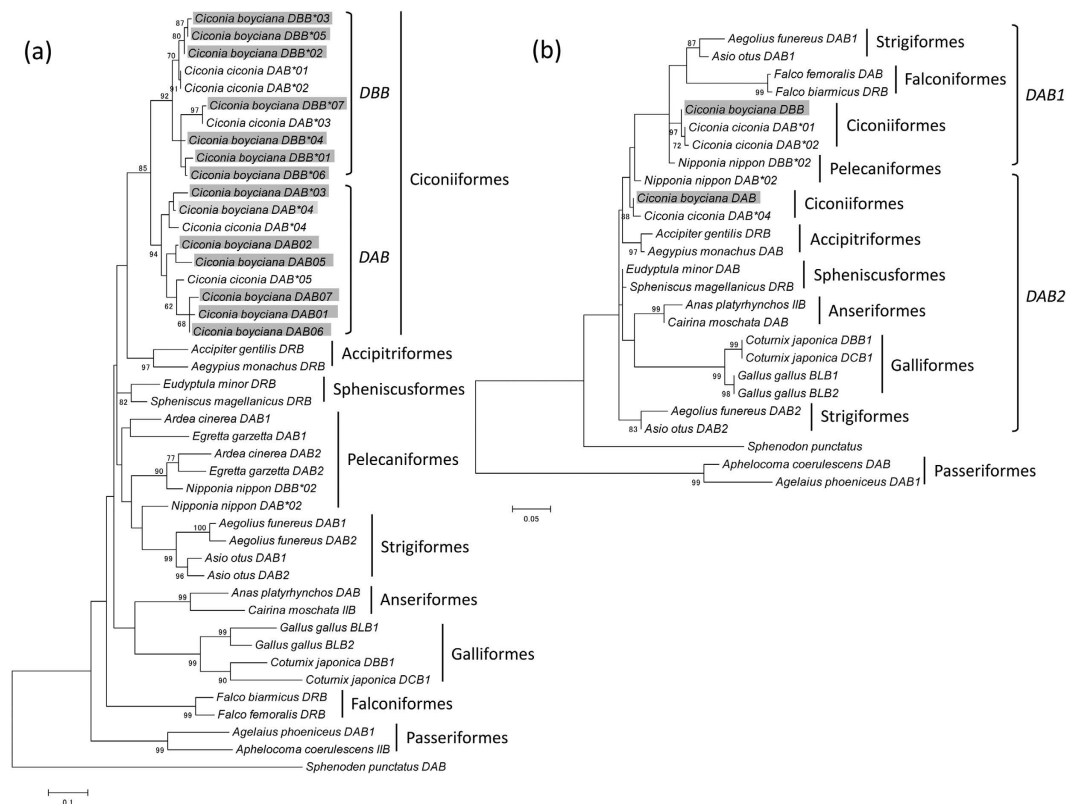 (a)
87
Ciconia boyciana DBB*03
80
Ciconia boyciana DBB*05
Ciconia boyciana DBB*02
70
Ciconia ciconia DAB*01
91
Ciconia ciconia DAB*02
92
97
Ciconia boyciana DBB*07
Ciconia ciconia DAB*03
Ciconia boyciana DBB*04
Ciconia boyciana DBB*01
Ciconia boyciana DBB*06
DBB
85
Ciconia boyciana DAB*03
Ciconia boyciana DAB*04
Ciconia ciconia DAB*04
94
Ciconia boyciana DAB02
Ciconia boyciana DAB05
Ciconia ciconia DAB*05
62
Ciconia boyciana DAB07
Ciconia boyciana DAB01
68
Ciconia boyciana DAB06
DAB
Ciconiiformes
Accipiter gentilis DRB
97
Aegypius monachus DRB
Accipitriformes
Eudyptula minor DRB
82
Spheniscus magellanicus DRB
Spheniscusformes
Ardea cinerea DAB1
Egretta garzetta DAB1
77
Ardea cinerea DAB2
90
Egretta garzetta DAB2
Nipponia nippon DBB*02
Nipponia nippon DAB*02
Pelecaniformes
100
Aegolius funereus DAB1
Aegolius funereus DAB2
99
Asio otus DAB1
96
Asio otus DAB2
Strigiformes
99
Anas platyrhynchos DAB
Cairina moschata IIB
Anseriformes
99
Gallus gallus BLB1
Gallus gallus BLB2
99
Coturnix japonica DBB1
90
Coturnix japonica DCB1
Galliformes
Falco biarmicus DRB
99
Falco femoralis DRB
Falconiformes
Agelaius phoeniceus DAB1
99
Aphelocoma coerulescens IIB
Passeriformes
Sphenoden punctatus DAB
0.1
(b)
87
Aegolius funereus DAB1
Asio otus DAB1
Strigiformes
Falco femoralis DAB
99
Falco biarmicus DRB
Falconiformes
Ciconia boyciana DBB
97
Ciconia ciconia DAB*01
72
Ciconia ciconia DAB*02
Ciconiiformes
Nipponia nippon DBB*02
Nipponia nippon DAB*02
Pelecaniformes
DAB1
Ciconia boyciana DAB
88
Ciconia ciconia DAB*04
Ciconiiformes
Accipiter gentilis DRB
97
Aegypius monachus DAB
Accipitriformes
Eudyptula minor DAB
Spheniscus magellanicus DRB
Spheniscusformes
Anas platyrhynchos IIB
99
Cairina moschata DAB
Anseriformes
Coturnix japonica DBB1
99
Coturnix japonica DCB1
99
Gallus gallus BLB1
98
Gallus gallus BLB2
Galliformes
Aegolius funereus DAB2
83
Asio otus DAB2
Strigiformes
DAB2
Sphenodon punctatus
Aphelocoma coerulescens DAB
99
Agelaius phoeniceus DAB1
Passeriformes
0.05